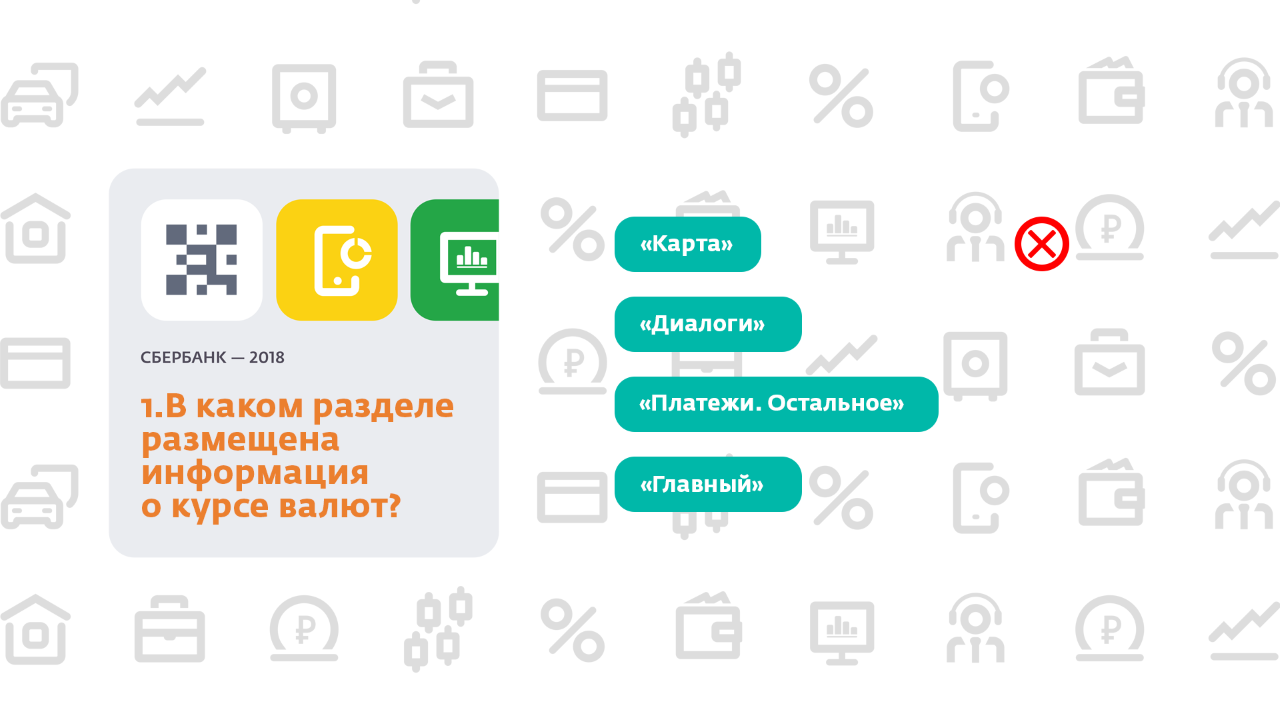 СБЕРБАНК — 2018
1.В каком разделе
размещена
информация
о курсе валют?
«Карта»
«Диалоги»
«Платежи. Остальное»
«Главный»